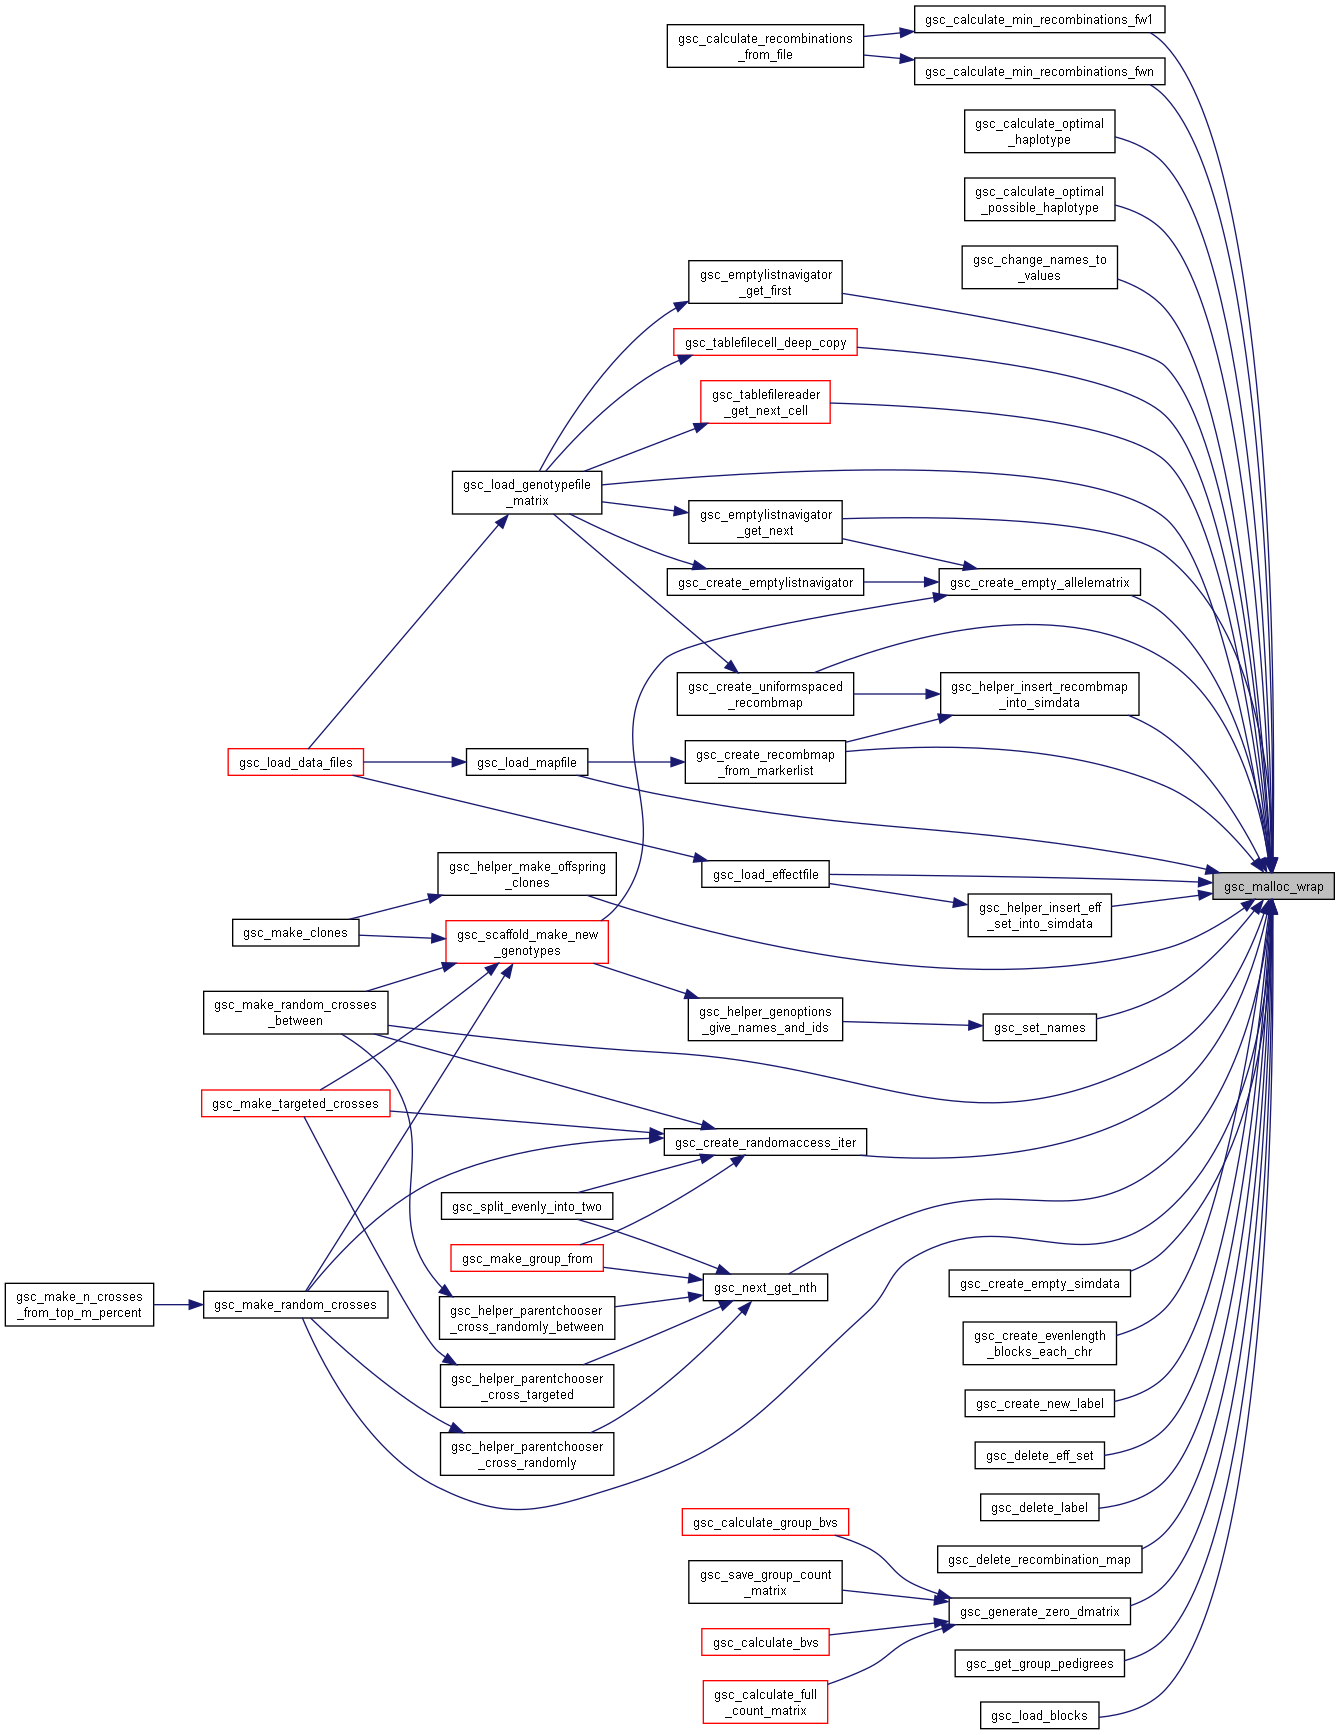 gsc_calculate_min_recombinations_fw1
gsc_calculate_recombinations
_from_file
gsc_calculate_min_recombinations_fwn
gsc_calculate_optimal
_haplotype
gsc_calculate_optimal
_possible_haplotype
gsc_change_names_to
_values
gsc_emptylistnavigator
_get_first
gsc_tablefilecell_deep_copy
gsc_tablefilereader
_get_next_cell
gsc_load_genotypefile
_matrix
gsc_emptylistnavigator
_get_next
gsc_create_emptylistnavigator
gsc_create_empty_allelematrix
gsc_create_uniformspaced
_recombmap
gsc_helper_insert_recombmap
_into_simdata
gsc_load_data_files
gsc_load_mapfile
gsc_create_recombmap
_from_markerlist
gsc_helper_make_offspring
_clones
gsc_load_effectfile
gsc_malloc_wrap
gsc_helper_insert_eff
_set_into_simdata
gsc_make_clones
gsc_scaffold_make_new
_genotypes
gsc_make_random_crosses
_between
gsc_helper_genoptions
_give_names_and_ids
gsc_set_names
gsc_make_targeted_crosses
gsc_create_randomaccess_iter
gsc_split_evenly_into_two
gsc_make_group_from
gsc_next_get_nth
gsc_create_empty_simdata
gsc_make_n_crosses
_from_top_m_percent
gsc_make_random_crosses
gsc_helper_parentchooser
_cross_randomly_between
gsc_create_evenlength
_blocks_each_chr
gsc_helper_parentchooser
_cross_targeted
gsc_create_new_label
gsc_helper_parentchooser
_cross_randomly
gsc_delete_eff_set
gsc_delete_label
gsc_calculate_group_bvs
gsc_delete_recombination_map
gsc_save_group_count
_matrix
gsc_generate_zero_dmatrix
gsc_calculate_bvs
gsc_get_group_pedigrees
gsc_calculate_full
_count_matrix
gsc_load_blocks